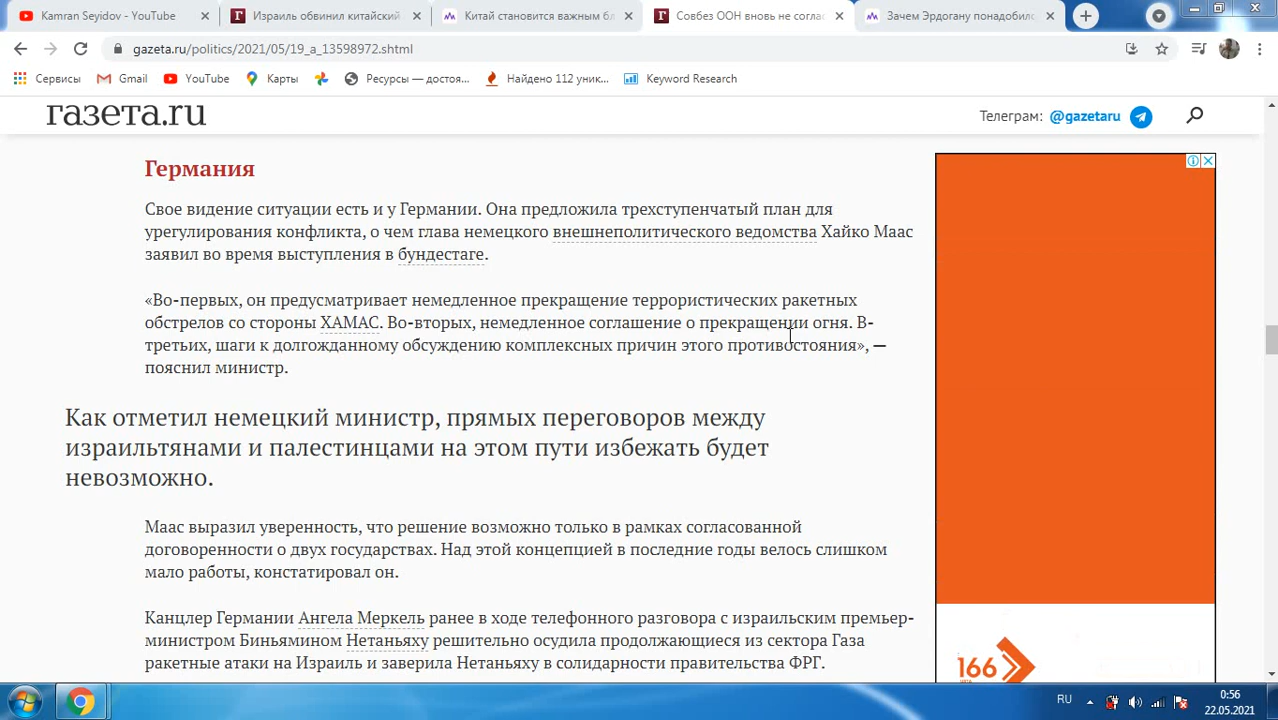 Kamran Seyidov - YouTube
Израиль обвинил китайский
Китай становится важным бл
Совбез ООН вновь не соглас
Зачем Эрдогану понадобилс
gazeta.ru/politics/2021/05/19_a_13598972.shtml
Сервисы
Gmail
YouTube
Карты
Ресурсы — достоя...
Найдено 112 уник...
Keyword Research
газета.ru
Телеграм: @gazetaru
Германия
Свое видение ситуации есть и у Германии. Она предложила трехступенчатый план для
урегулирования конфликта, о чем глава немецкого внешнеполитического ведомства Хайко Маас
заявил во время выступления в бундестаге.
«Во-первых, он предусматривает немедленное прекращение террористических ракетных
обстрелов со стороны ХАМАС. Во-вторых, немедленное соглашение о прекращении огня. В-
третьих, шаги к долгожданному обсуждению комплексных причин этого противостояния», —
пояснил министр.
Как отметил немецкий министр, прямых переговоров между
израильтянами и палестинцами на этом пути избежать будет
невозможно.
Маас выразил уверенность, что решение возможно только в рамках согласованной
договоренности о двух государствах. Над этой концепцией в последние годы велось слишком
мало работы, констатировал он.
Канцлер Германии Ангела Меркель ранее в ходе телефонного разговора с израильским премьер-
министром Биньямином Нетаньяху решительно осудила продолжающиеся из сектора Газа
ракетные атаки на Израиль и заверила Нетаньяху в солидарности правительства ФРГ.
166
RU
0:56
22.05.2021